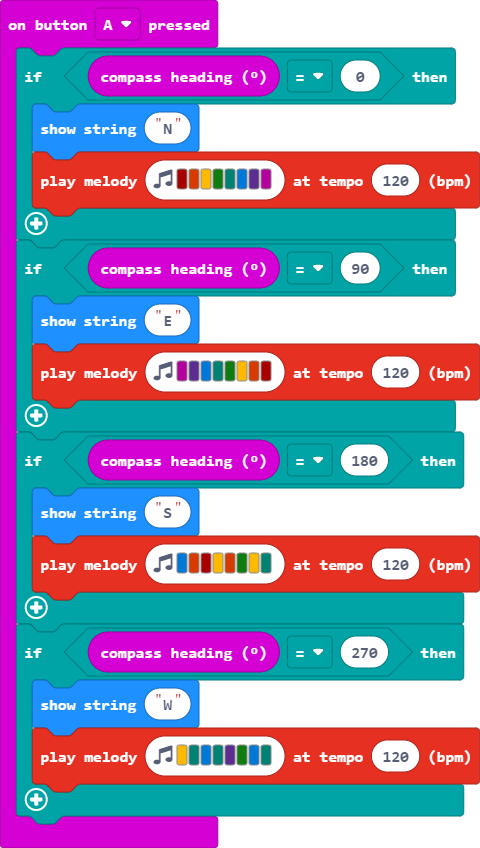 on button A pressed
if compass heading (º) = 0 then
show string "N"
play melody at tempo 120 (bpm)
if compass heading (º) = 90 then
show string "E"
play melody at tempo 120 (bpm)
if compass heading (º) = 180 then
show string "S"
play melody at tempo 120 (bpm)
if compass heading (º) = 270 then
show string "W"
play melody at tempo 120 (bpm)